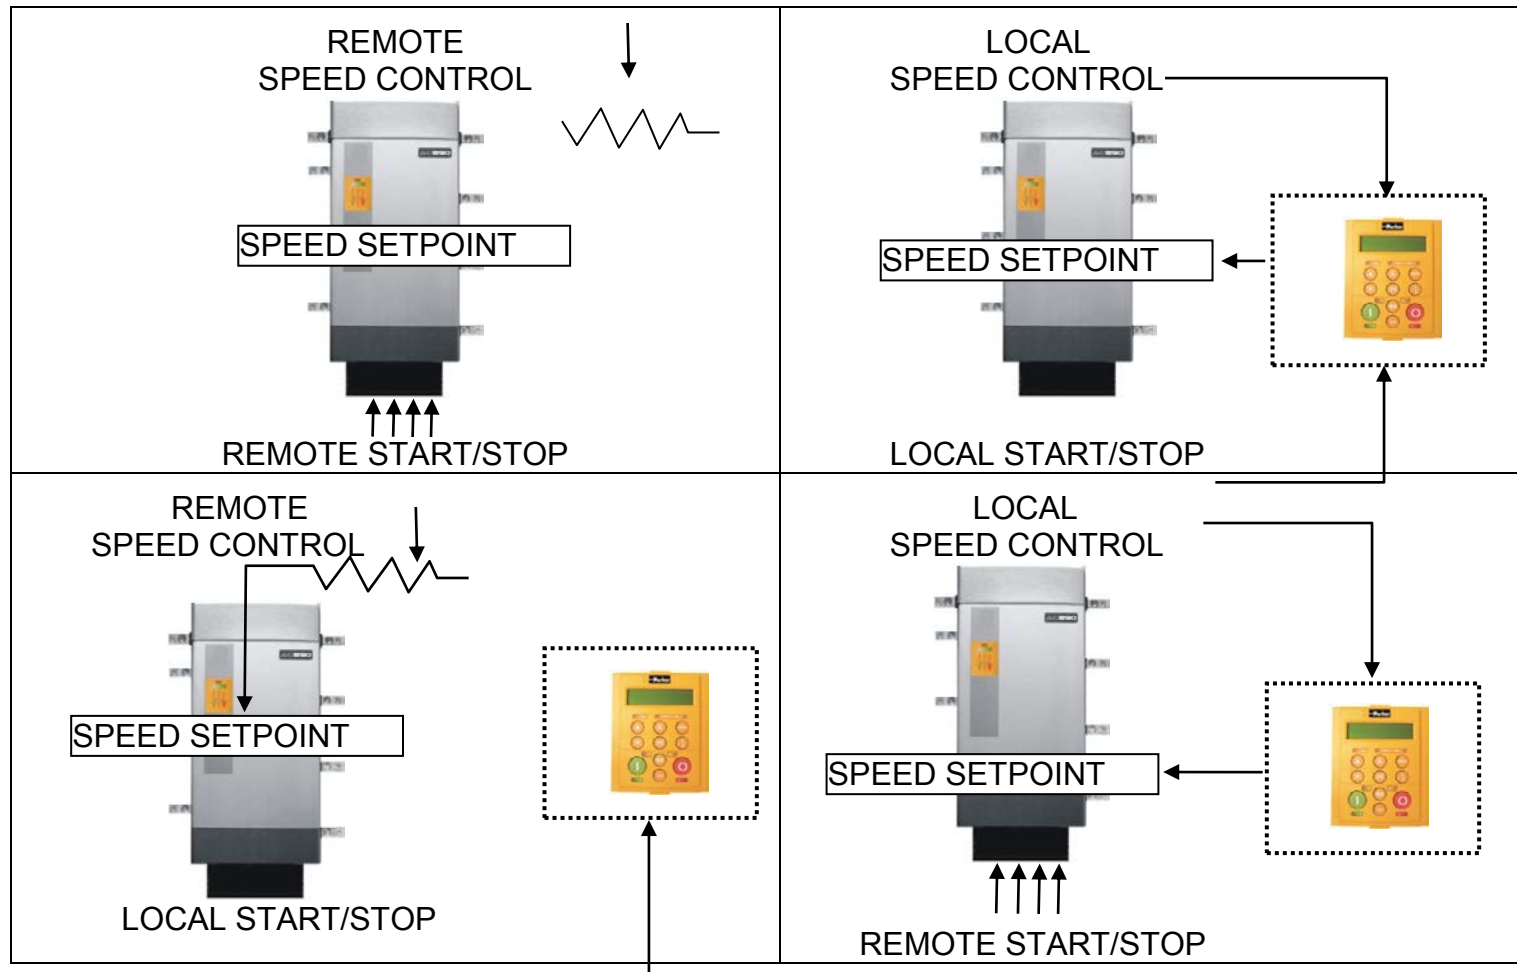 REMOTE
SPEED CONTROL
SPEED SETPOINT
REMOTE START/STOP
LOCAL
SPEED CONTROL
SPEED SETPOINT
LOCAL START/STOP
REMOTE
SPEED CONTROL
SPEED SETPOINT
LOCAL START/STOP
LOCAL
SPEED CONTROL
SPEED SETPOINT
REMOTE START/STOP